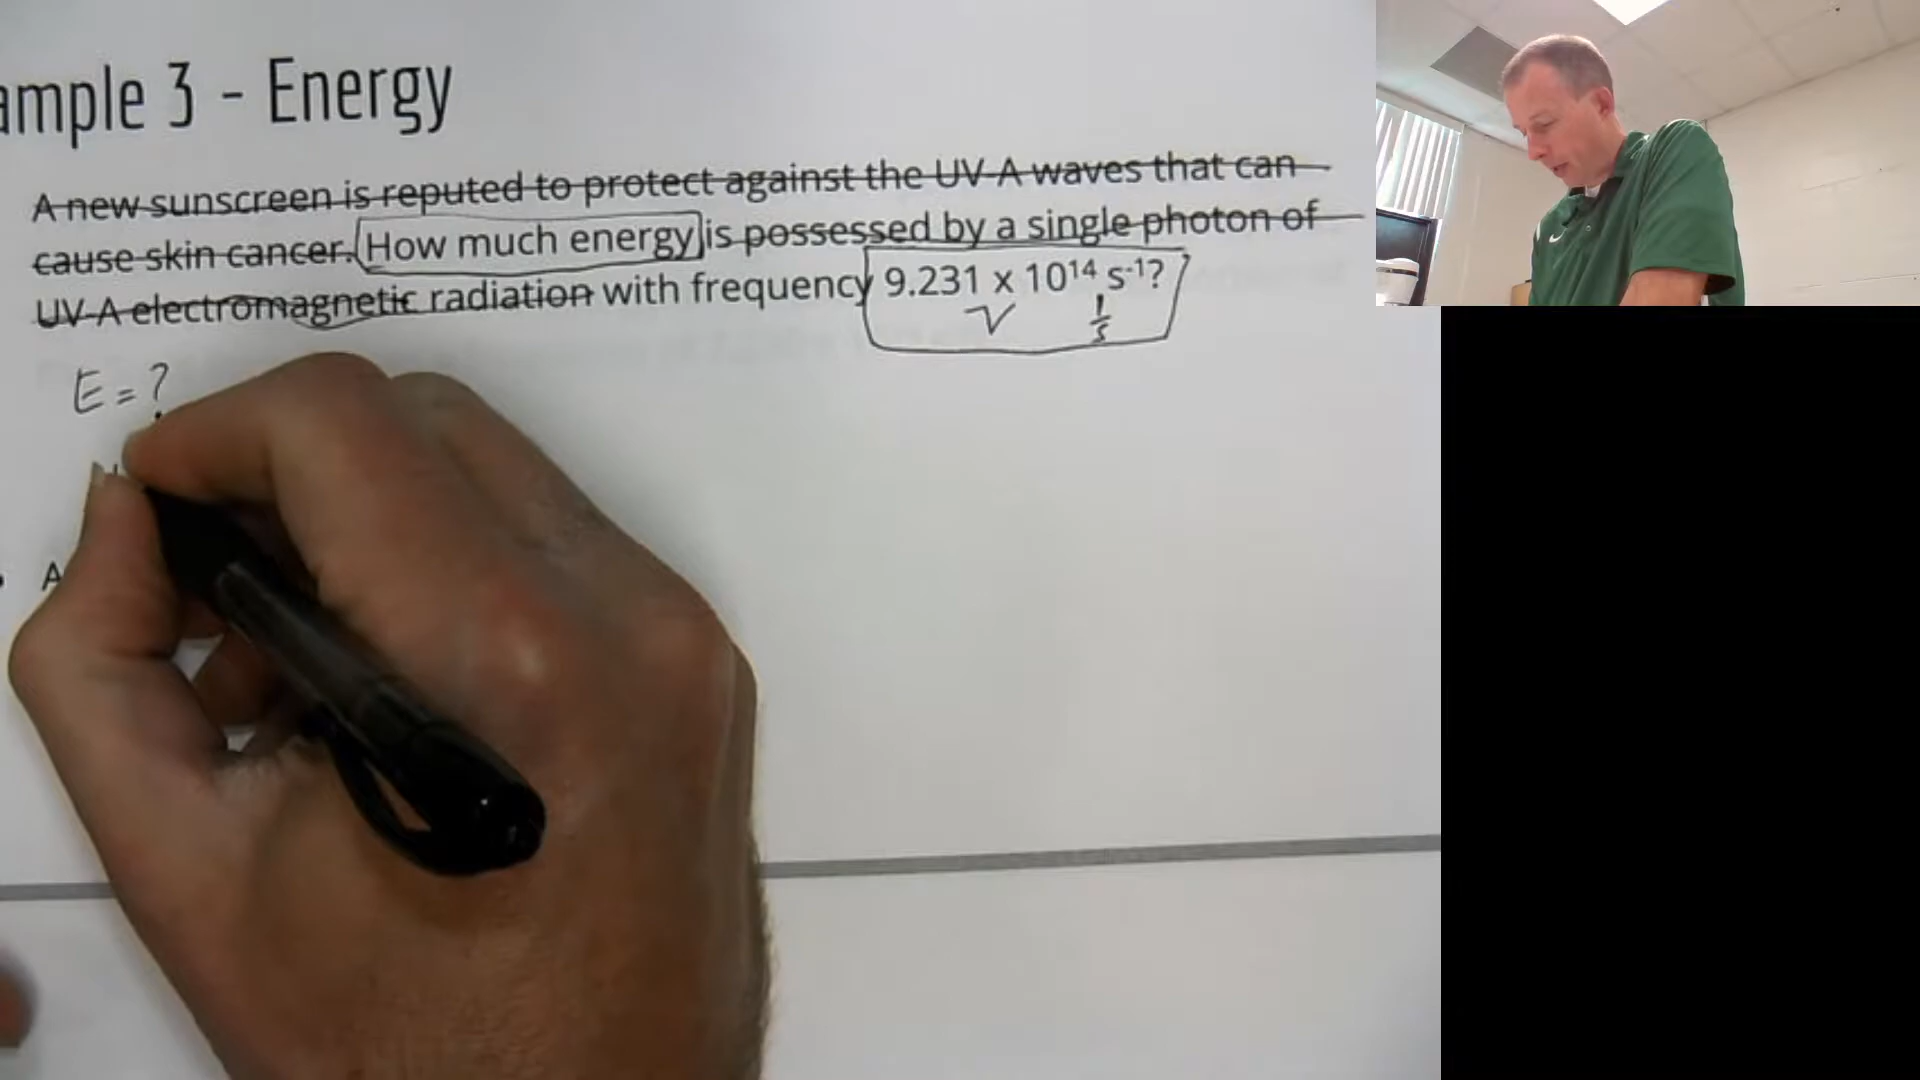 ample 3 - Energy
A new sunscreen is reputed to protect against the UV-A waves that can
cause skin cancer. How much energy is possessed by a single photon of
UV-A electromagnetic radiation with frequency 9.231 x 10¹⁴ s⁻¹?
ν 1/s
E = ?
A